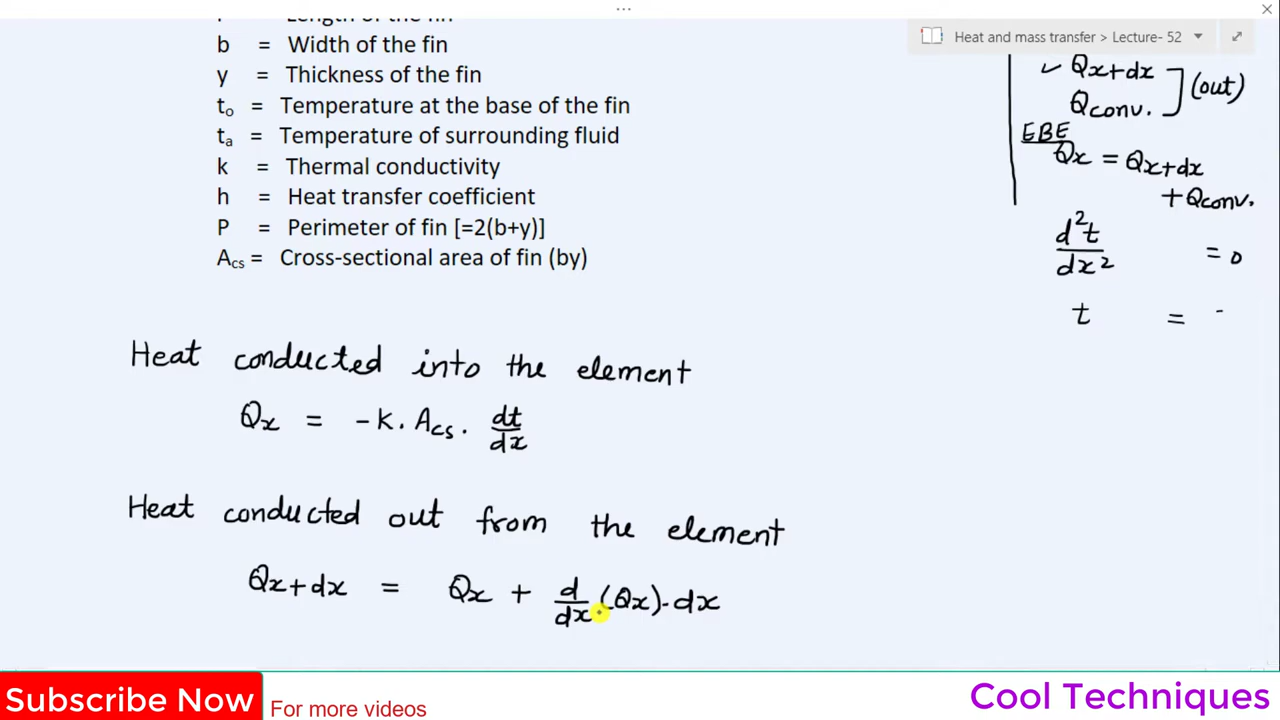 Length of the fin
b = Width of the fin
y = Thickness of the fin
to = Temperature at the base of the fin
ta = Temperature of surrounding fluid
k = Thermal conductivity
h = Heat transfer coefficient
P = Perimeter of fin [=2(b+y)]
Acs = Cross-sectional area of fin (by)
Heat and mass transfer > Lecture- 52
✓ Qx+dx
Qconv. ] (out)
EBE
Qx = Qx+dx
+ Qconv.
d²t/dx² = 0
t =
Heat conducted into the element
Qx = -K. Acs. dt/dx
Heat conducted out from the element
Qx+dx = Qx + d/dx (Qx).dx
Subscribe Now
For more videos
Cool Techniques